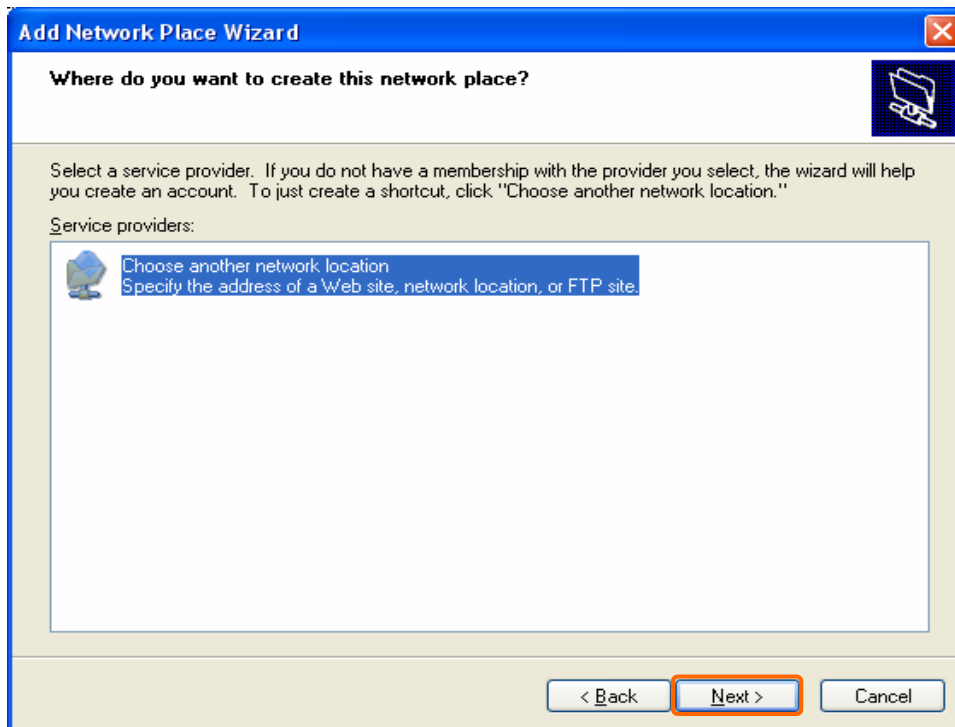 Add Network Place Wizard
Where do you want to create this network place?
Select a service provider.  If you do not have a membership with the provider you select, the wizard will help
you create an account.  To just create a shortcut, click "Choose another network location."
Service providers:
Choose another network location
Specify the address of a Web site, network location, or FTP site.
< Back
Next >
Cancel